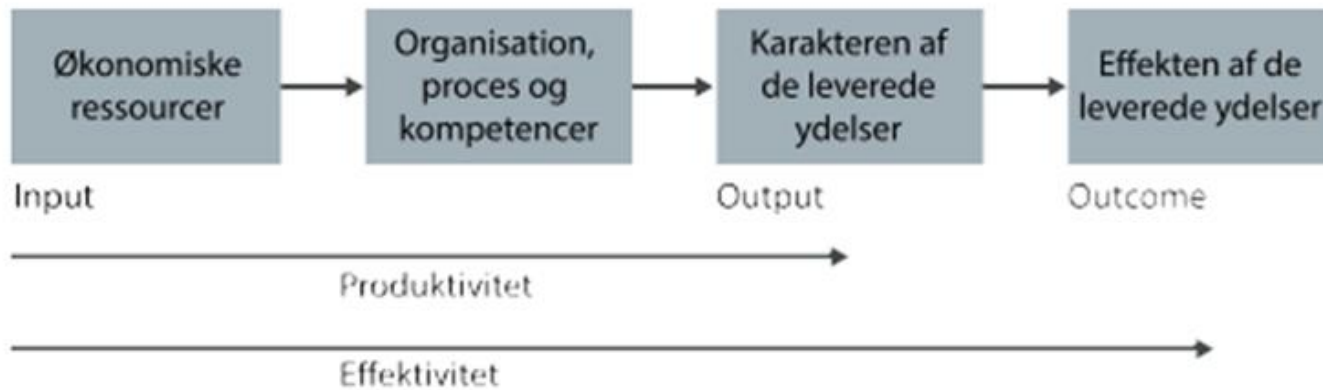 Økonomiske
ressourcer
Organisation,
proces og
kompetencer
Karakteren af
de leverede
ydelser
Effekten af de
leverede ydelser
Input
Output
Outcome
Produktivitet
Effektivitet